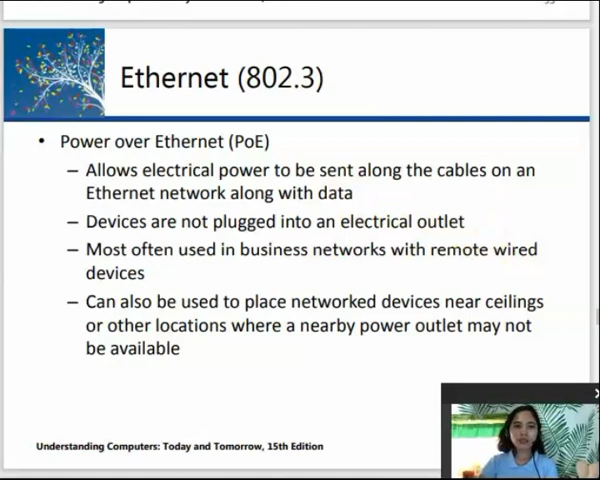 Ethernet (802.3)
• Power over Ethernet (PoE)
– Allows electrical power to be sent along the cables on an
Ethernet network along with data
– Devices are not plugged into an electrical outlet
– Most often used in business networks with remote wired
devices
– Can also be used to place networked devices near ceilings
or other locations where a nearby power outlet may not
be available
Understanding Computers: Today and Tomorrow, 15th Edition